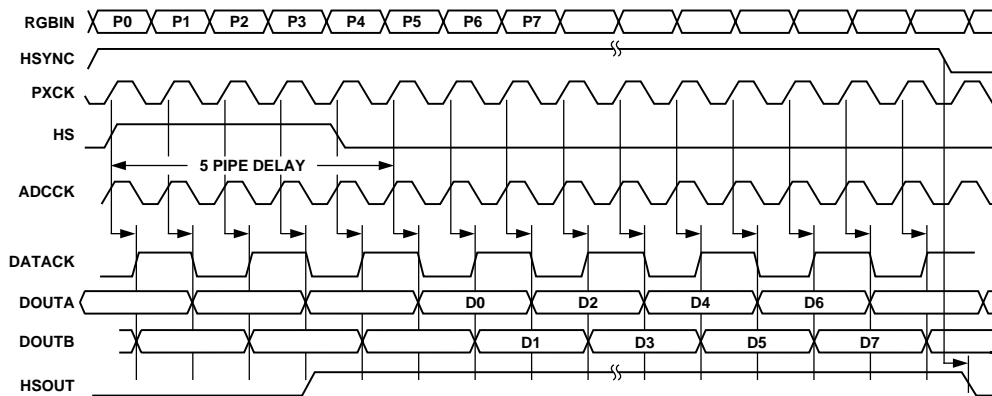 RGBIN P0 P1 P2 P3 P4 P5 P6 P7
HSYNC
PXCK
HS
5 PIPE DELAY
ADCCK
DATACK
DOUTA D0 D2 D4 D6
DOUTB D1 D3 D5 D7
HSOUT